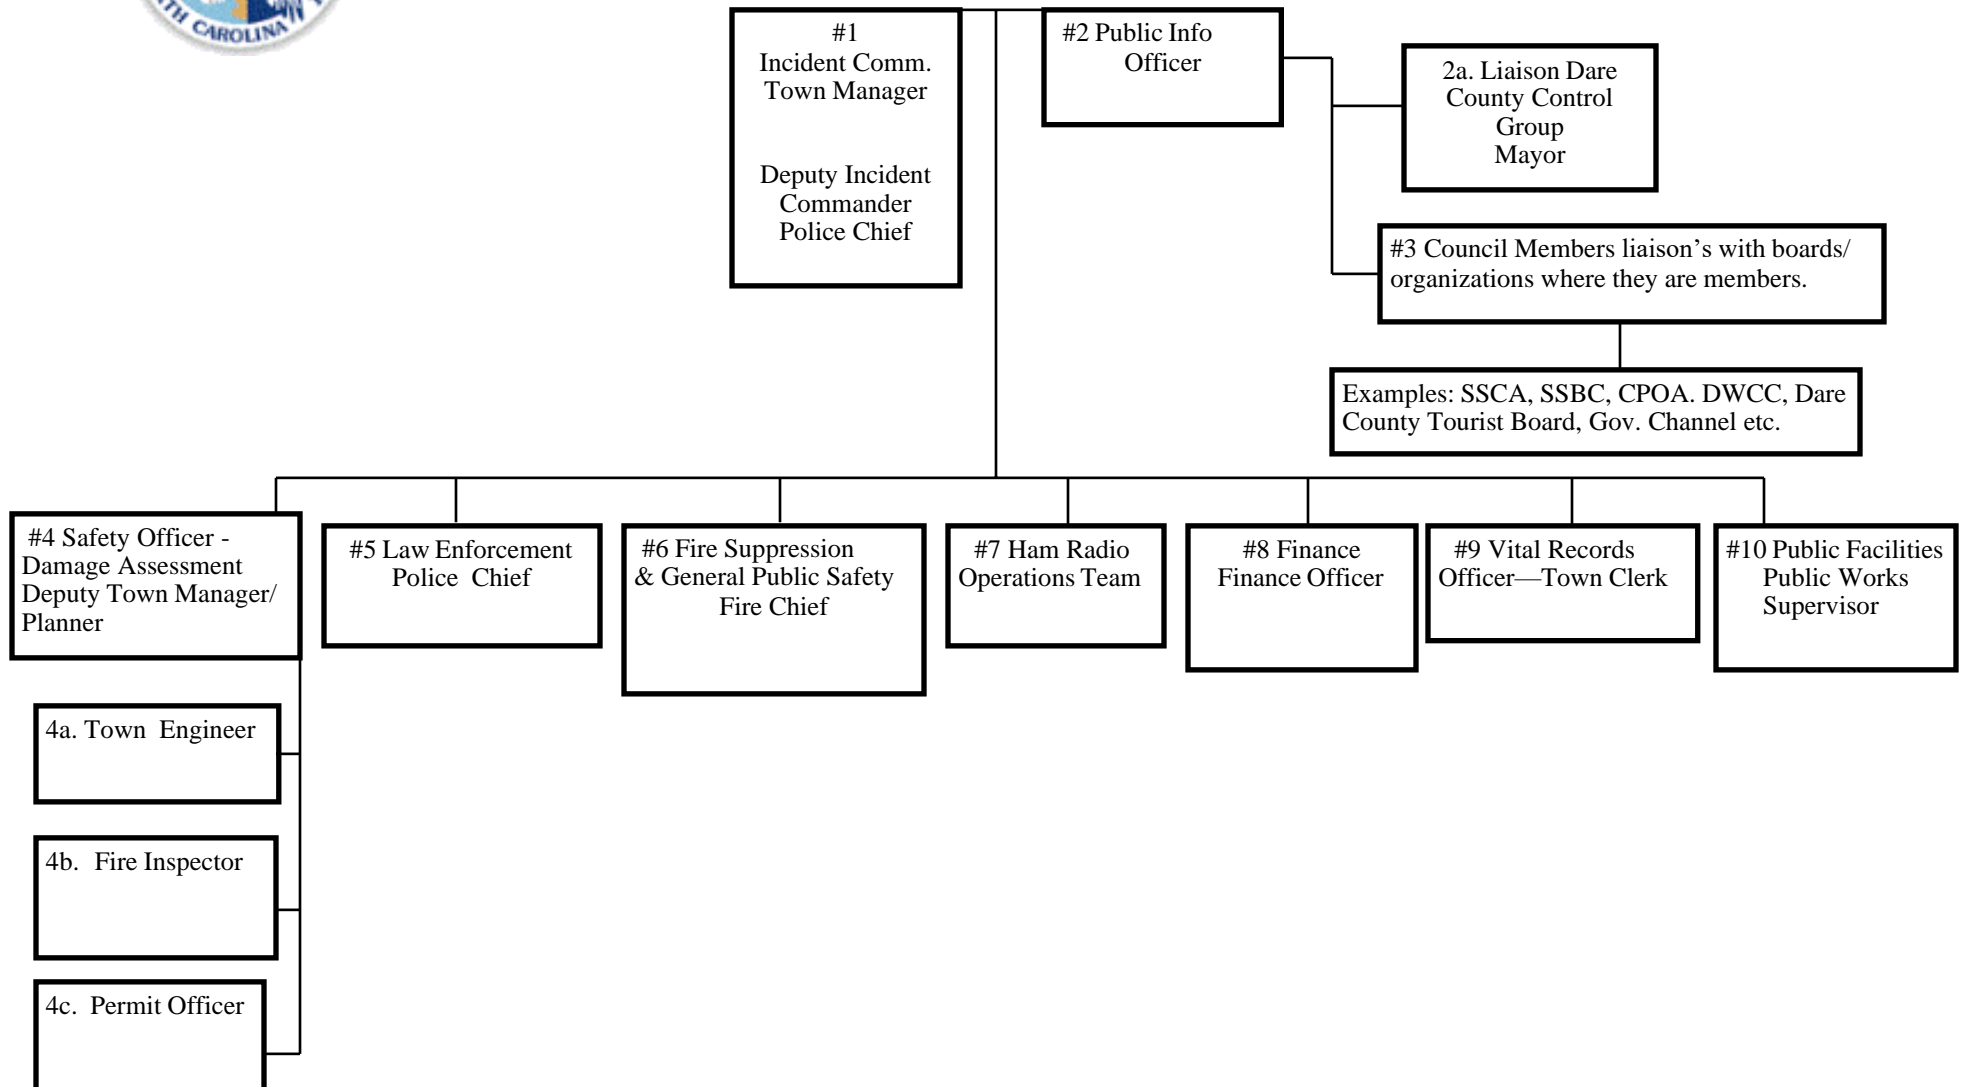 TH CAROLINA
#1
Incident Comm.
Town Manager
Deputy Incident
Commander
Police Chief
#2 Public Info
Officer
2a. Liaison Dare
County Control
Group
Mayor
#3 Council Members liaison’s with boards/
organizations where they are members.
Examples: SSCA, SSBC, CPOA. DWCC, Dare
County Tourist Board, Gov. Channel etc.
#4 Safety Officer -
Damage Assessment
Deputy Town Manager/
Planner
#5 Law Enforcement
Police Chief
#6 Fire Suppression
& General Public Safety
Fire Chief
#7 Ham Radio
Operations Team
#8 Finance
Finance Officer
#9 Vital Records
Officer—Town Clerk
#10 Public Facilities
Public Works
Supervisor
4a. Town Engineer
4b. Fire Inspector
4c. Permit Officer